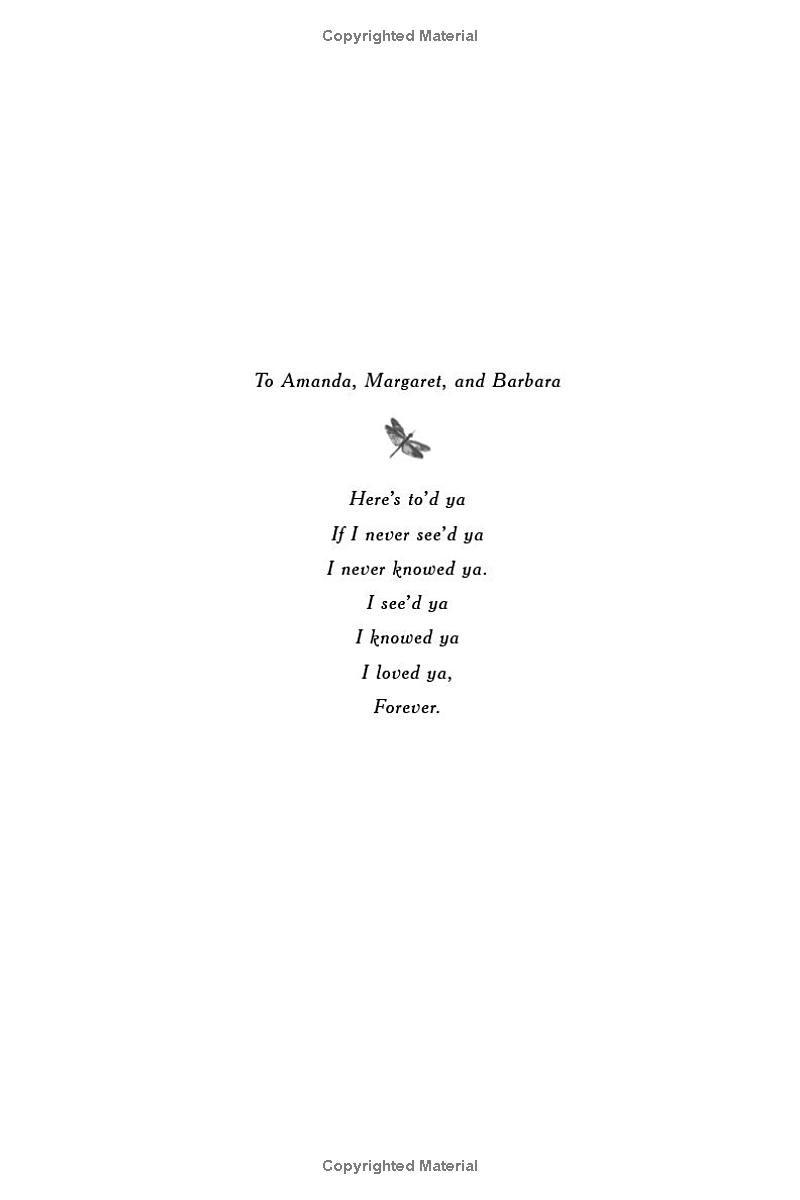 Copyrighted Material
To Amanda, Margaret, and Barbara
Here's to'd ya
If I never see'd ya
I never knowed ya.
I see'd ya
I knowed ya
I loved ya,
Forever.
Copyrighted Material